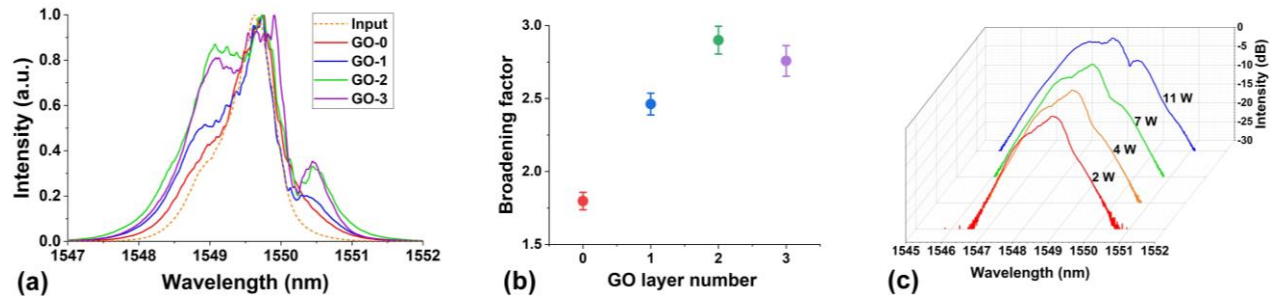 Intensity (a.u.)
1.0
0.8
0.6
0.4
0.2
0.0
1547 1548 1549 1550 1551 1552
Wavelength (nm)
Input
GO-0
GO-1
GO-2
GO-3
(a)
Broadening factor
3.0
2.5
2.0
1.5
0 1 2 3
GO layer number
(b)
0
-5
-10
-15
-20
-25
-30
Intensity (dB)
11 W
7 W
4 W
2 W
1545 1546 1547 1548 1549 1550 1551 1552
Wavelength (nm)
(c)